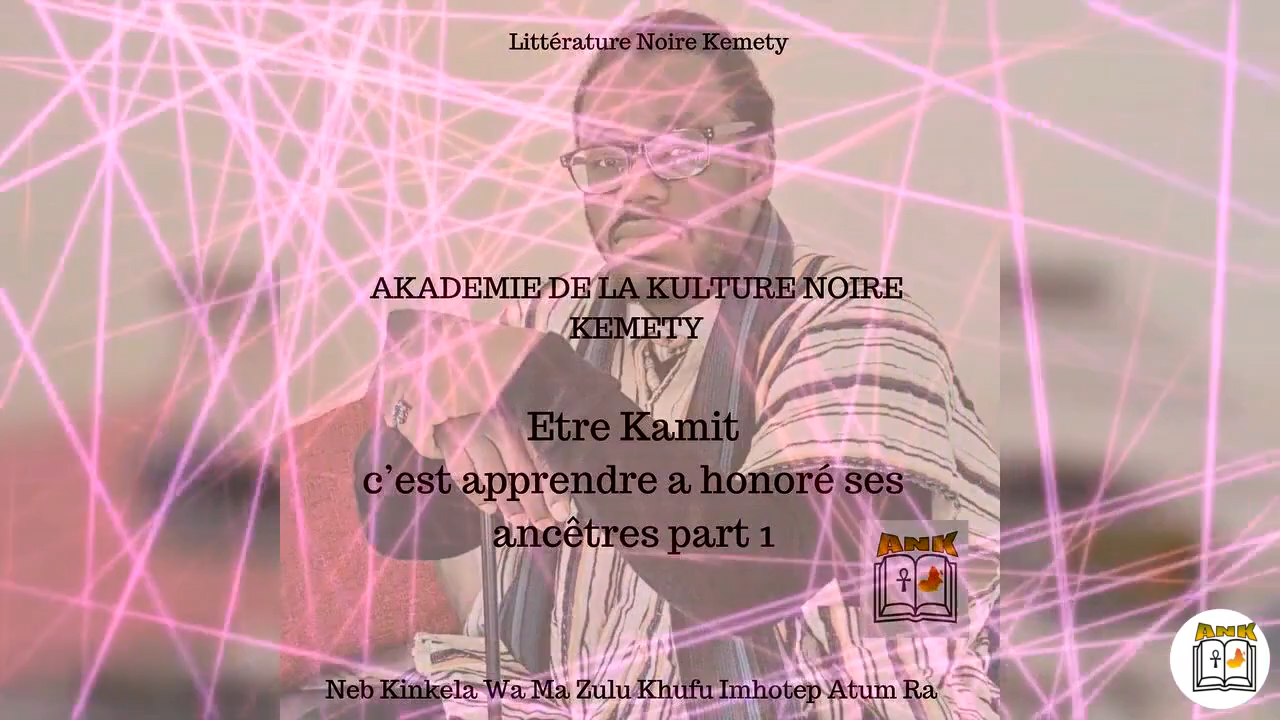 Littérature Noire Kemety
AKADEMIE DE LA KULTURE NOIRE
KEMETY
Etre Kamit
c’est apprendre a honoré ses
ancêtres part 1
ANK
ANK
Neb Kinkela Wa Ma Zulu Khufu Imhotep Atum Ra